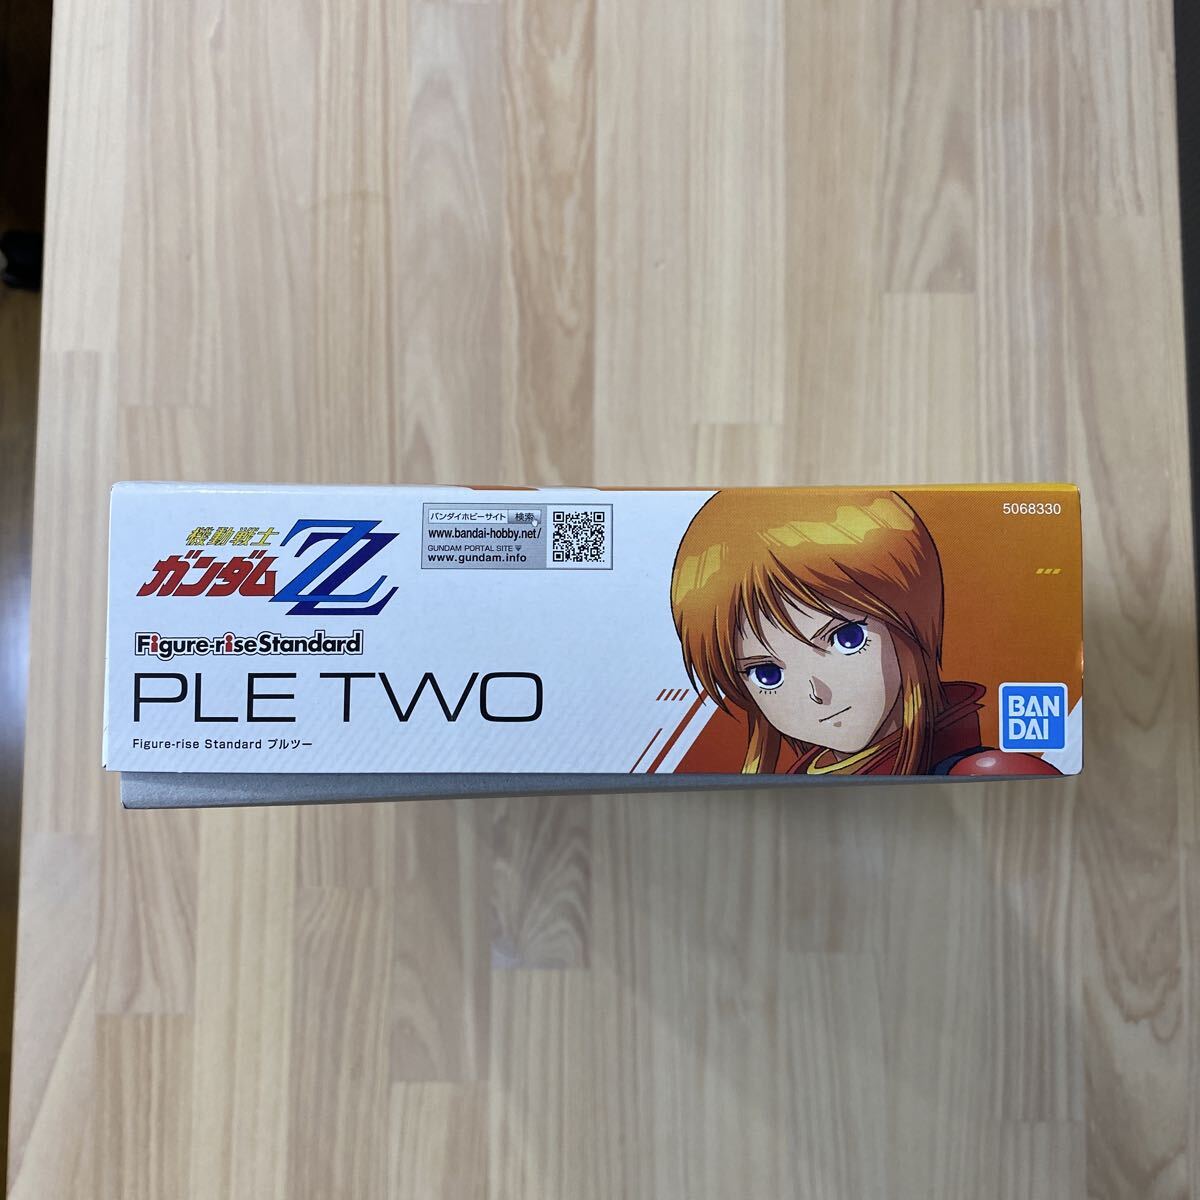 機動戦士
ガンダムZZ
Figure-rise Standard
PLE TWO
Figure-rise Standard プルツー
バンダイホビーサイト 検索
www.bandai-hobby.net/
GUNDAM PORTAL SITE
www.gundam.info
5068330
BAN
DAI